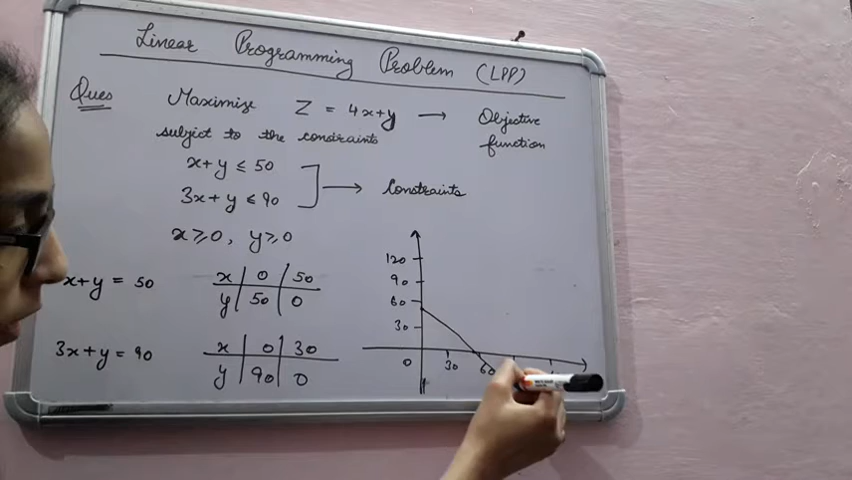 Linear Programming Problem (LPP)
Ques Maximize Z = 4x+y → Objective function
subject to the constraints
x+y ≤ 50
3x+y ≤ 90
→ Constraints
x≥0, y≥0
x+y = 50
x | 0 | 50
y | 50 | 0
3x+y = 90
x | 0 | 30
y | 90 | 0
120
90
60
30
0 30 60